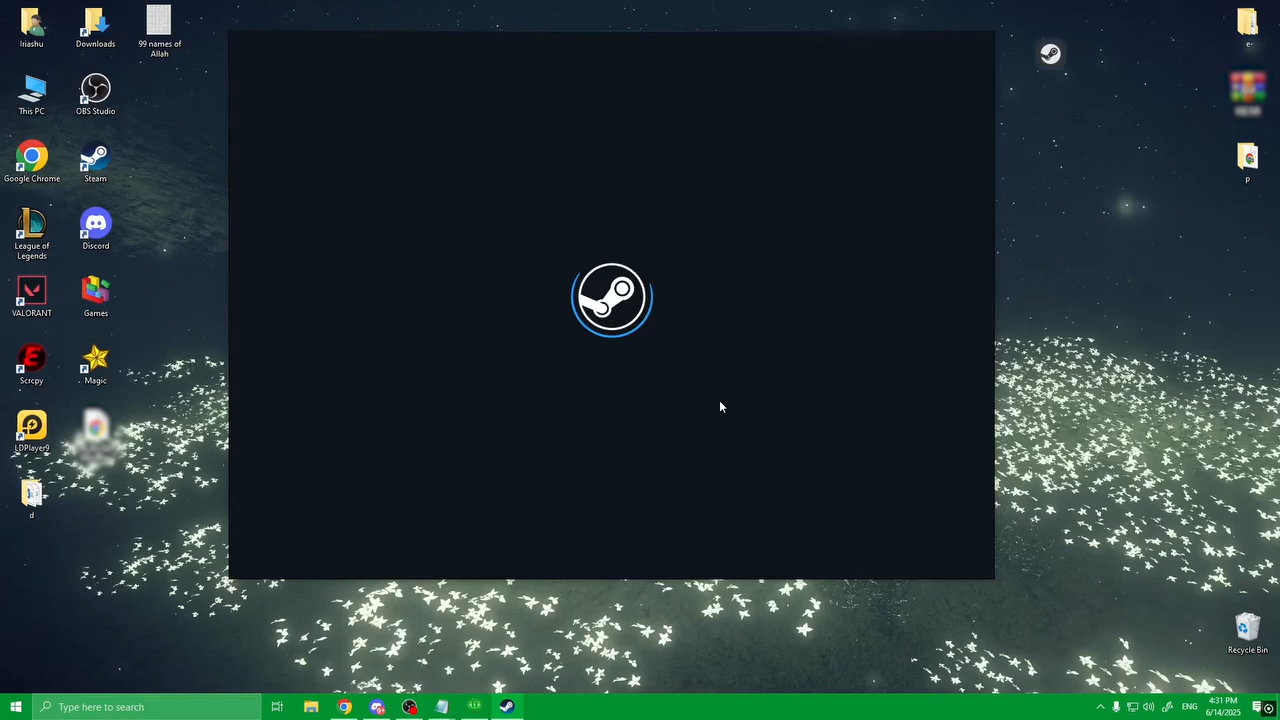 Iriashu
Downloads
99 names of
Allah
e-
This PC
OBS Studio
Google Chrome
Steam
P
League of
Legends
Discord
VALORANT
Games
Scrcpy
Magic
LDPlayer9
d
Recycle Bin
Type here to search
ENG
4:31 PM
6/14/2025